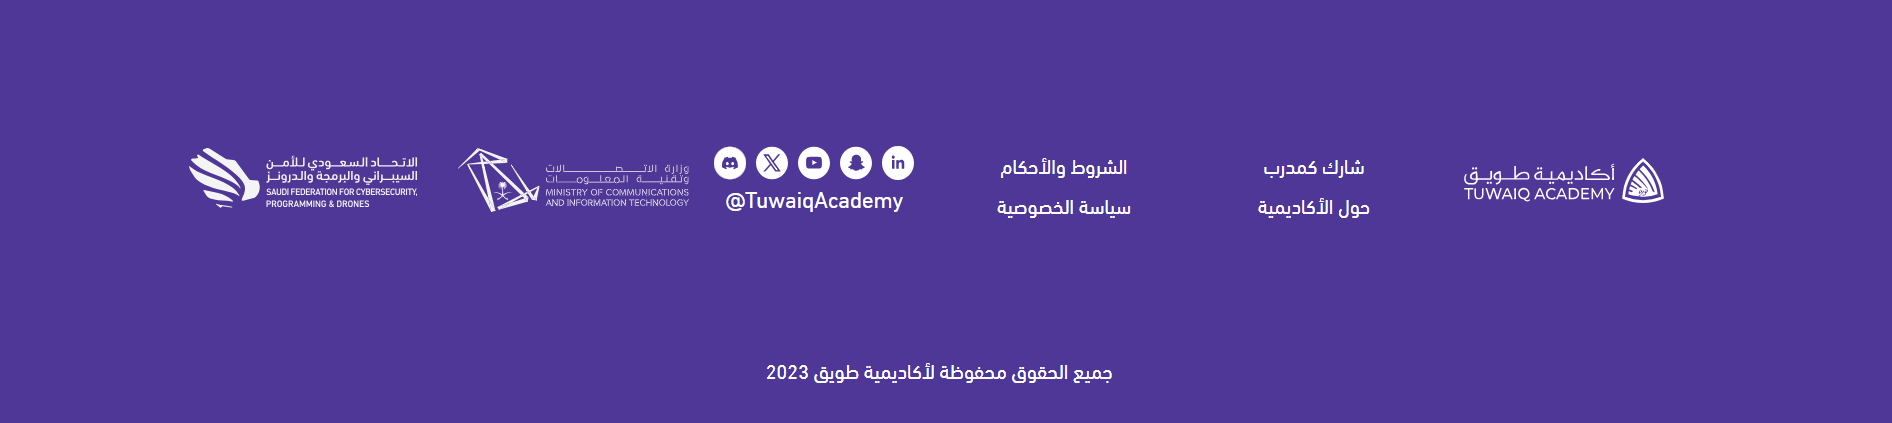 أكاديمية طويق
TUWAIQ ACADEMY
شارك كمدرب
حول الأكاديمية
الشروط والأحكام
سياسة الخصوصية
in
@TuwaiqAcademy
وزارة الاتصالات
وتقنية المعلومات
MINISTRY OF COMMUNICATIONS
AND INFORMATION TECHNOLOGY
الاتحاد السعودي للأمن
السيبراني والبرمجة والدرونز
SAUDI FEDERATION FOR CYBERSECURITY,
PROGRAMMING & DRONES
جميع الحقوق محفوظة لأكاديمية طويق 2023